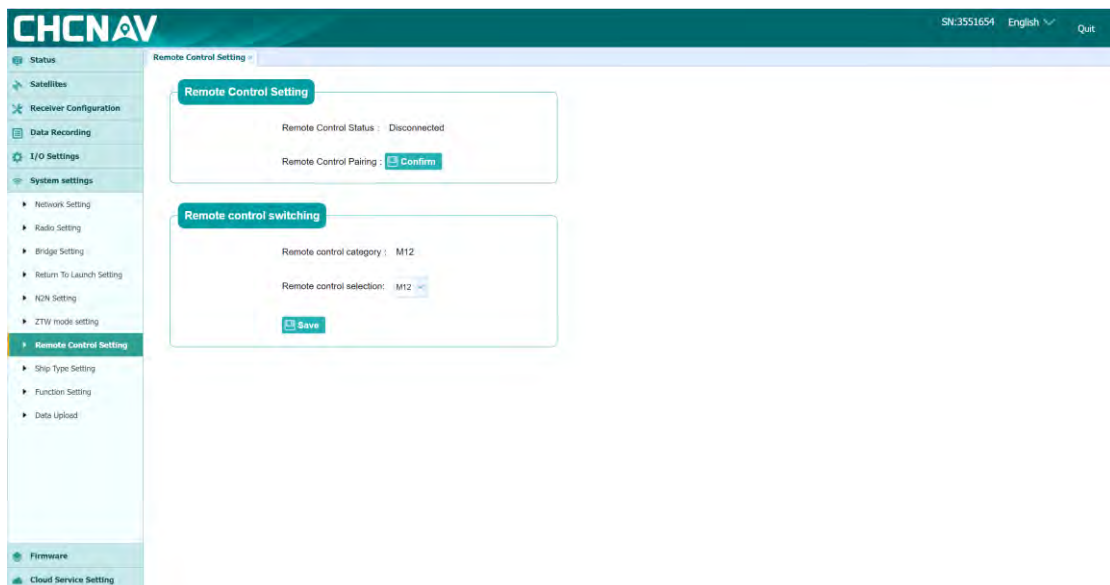 CHCNAV
SN:3551654 English Quit
Status
Satellites
Receiver Configuration
Data Recording
I/O Settings
System settings
Network Setting
Radio Setting
Bridge Setting
Return To Launch Setting
N2N Setting
ZTW mode setting
Remote Control Setting
Ship Type Setting
Function Setting
Data Upload
Firmware
Cloud Service Setting
Remote Control Setting ×
Remote Control Setting
Remote Control Status : Disconnected
Remote Control Pairing : Confirm
Remote control switching
Remote control category : M12
Remote control selection: M12
Save